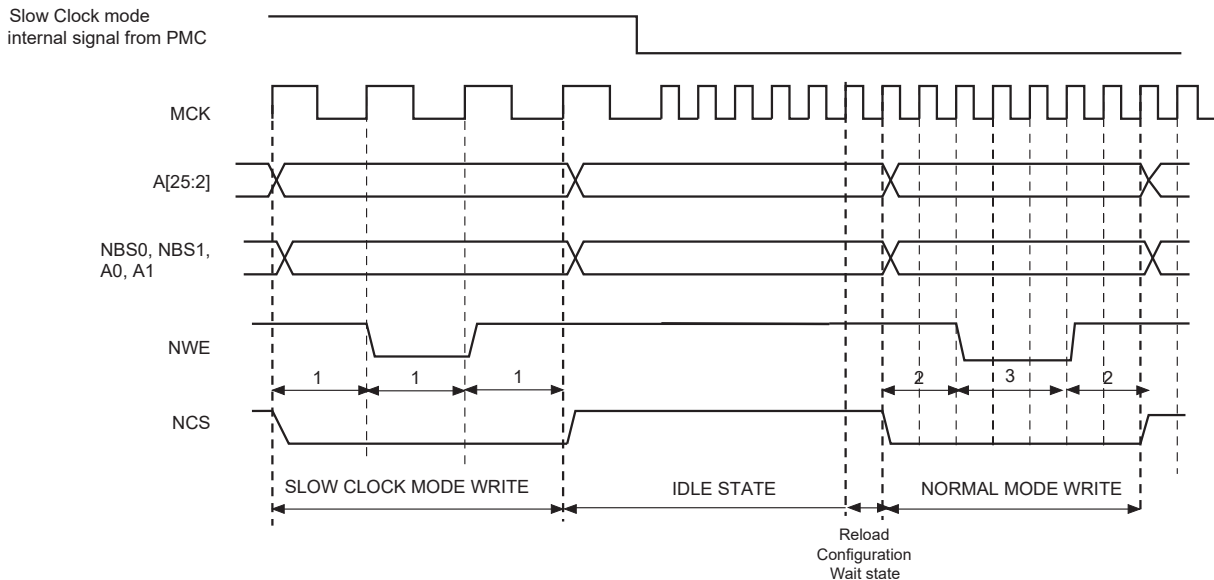 Slow Clock mode
internal signal from PMC
MCK
A[25:2]
NBS0, NBS1,
A0, A1
NWE
1 1 1 2 3 2
NCS
SLOW CLOCK MODE WRITE IDLE STATE NORMAL MODE WRITE
Reload
Configuration
Wait state